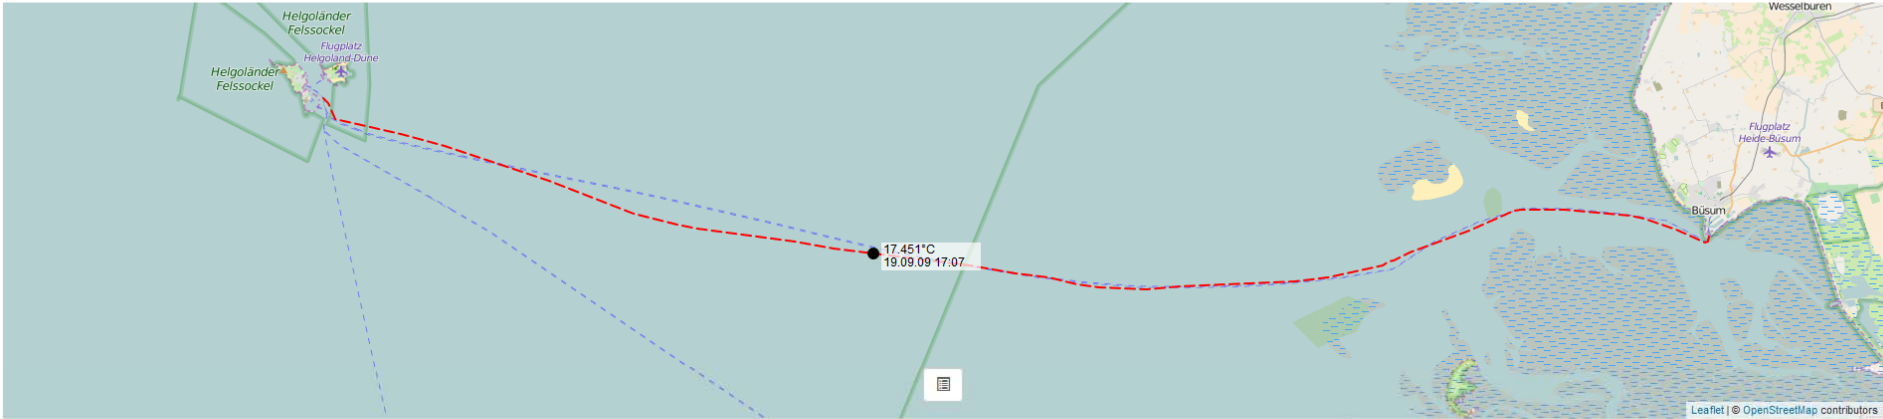 Helgoländer
Felssockel
Flugplatz
Helgoland-Düne
Helgoländer
Felssockel
Wesselburen
Flugplatz
Heide-Büsum
Büsum
17.451°C
19.09.09 17:07
Leaflet | © OpenStreetMap contributors